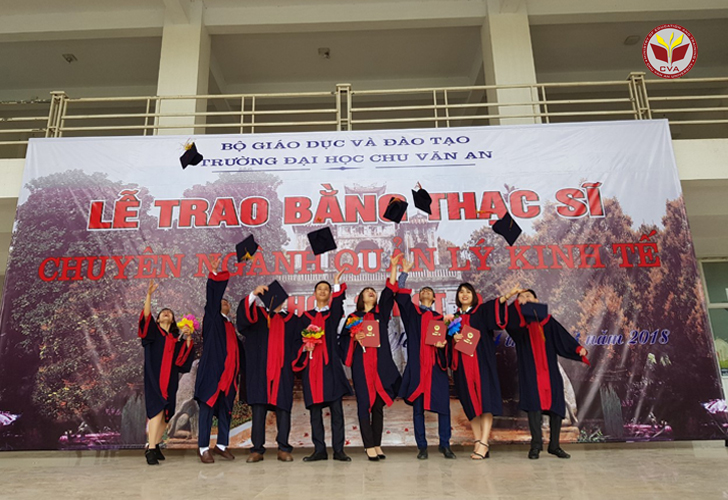 CVA
BỘ GIÁO DỤC VÀ ĐÀO TẠO
TRƯỜNG ĐẠI HỌC CHU VĂN AN
LỄ TRAO BẰNG THẠC SĨ
CHUYÊN NGÀNH QUẢN LÝ KINH TẾ
năm 2018